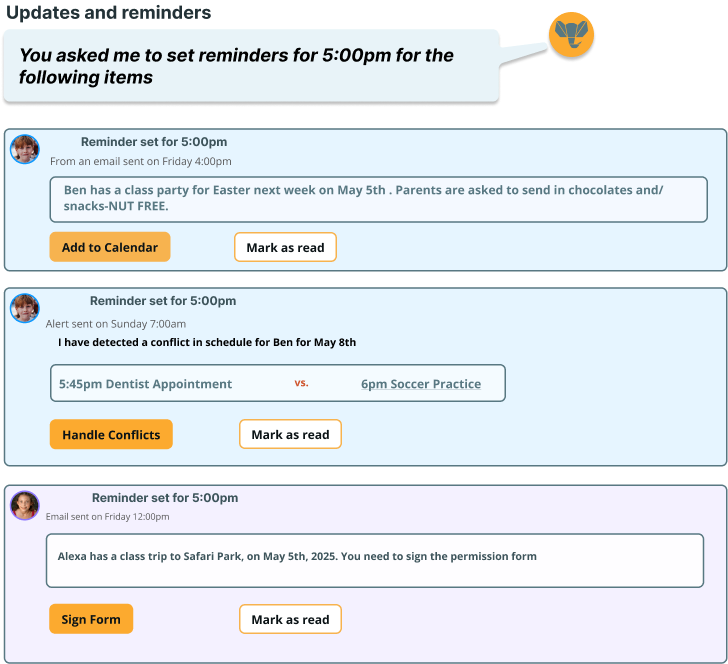 Updates and reminders
You asked me to set reminders for 5:00pm for the
following items
Reminder set for 5:00pm
From an email sent on Friday 4:00pm
Ben has a class party for Easter next week on May 5th . Parents are asked to send in chocolates and/
snacks-NUT FREE.
Add to Calendar
Mark as read
Reminder set for 5:00pm
Alert sent on Sunday 7:00am
I have detected a conflict in schedule for Ben for May 8th
5:45pm Dentist Appointment vs. 6pm Soccer Practice
Handle Conflicts
Mark as read
Reminder set for 5:00pm
Email sent on Friday 12:00pm
Alexa has a class trip to Safari Park, on May 5th, 2025. You need to sign the permission form
Sign Form
Mark as read